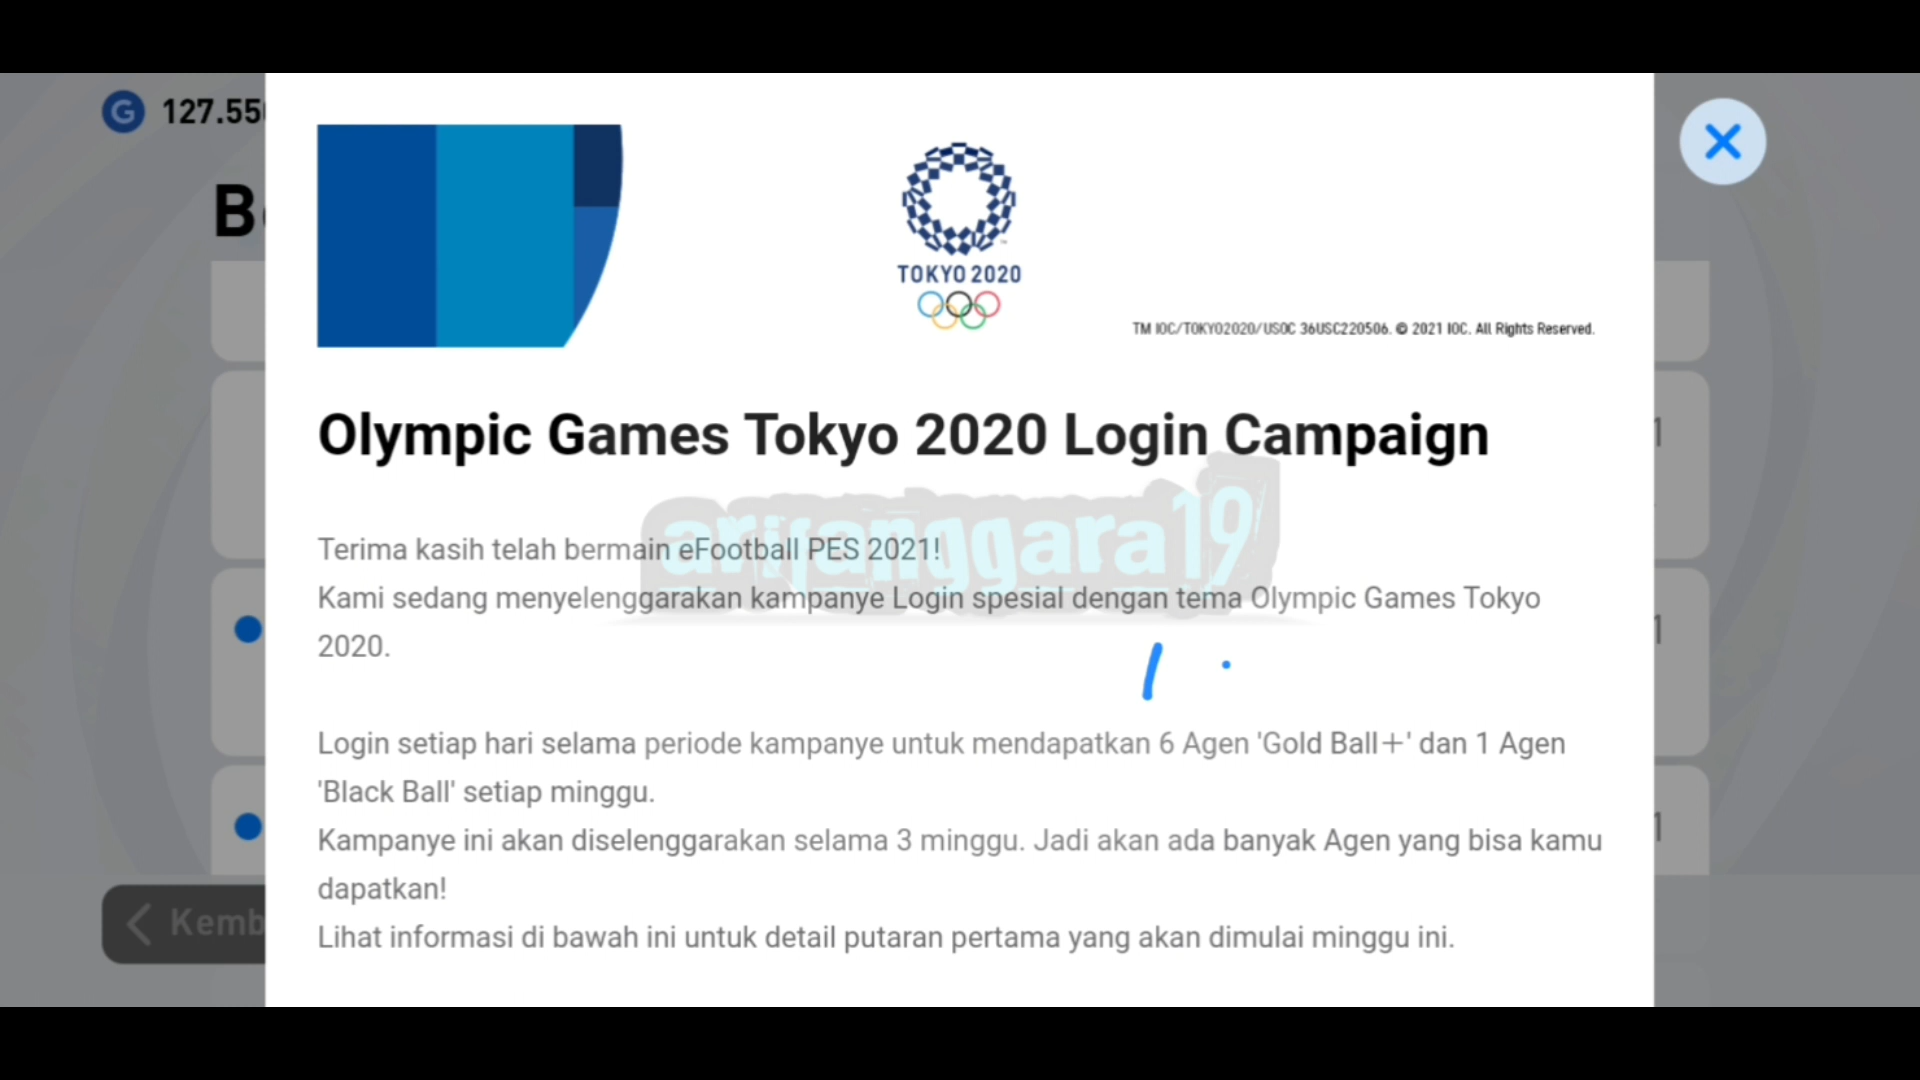 G 127.55
TOKYO 2020
TM IOC/TOKYO2020/USOC 36USC220506. © 2021 IOC. All Rights Reserved.
Olympic Games Tokyo 2020 Login Campaign
arifanggara19
Terima kasih telah bermain eFootball PES 2021!
Kami sedang menyelenggarakan kampanye Login spesial dengan tema Olympic Games Tokyo
2020.
Login setiap hari selama periode kampanye untuk mendapatkan 6 Agen 'Gold Ball+' dan 1 Agen
'Black Ball' setiap minggu.
Kampanye ini akan diselenggarakan selama 3 minggu. Jadi akan ada banyak Agen yang bisa kamu
dapatkan!
Lihat informasi di bawah ini untuk detail putaran pertama yang akan dimulai minggu ini.